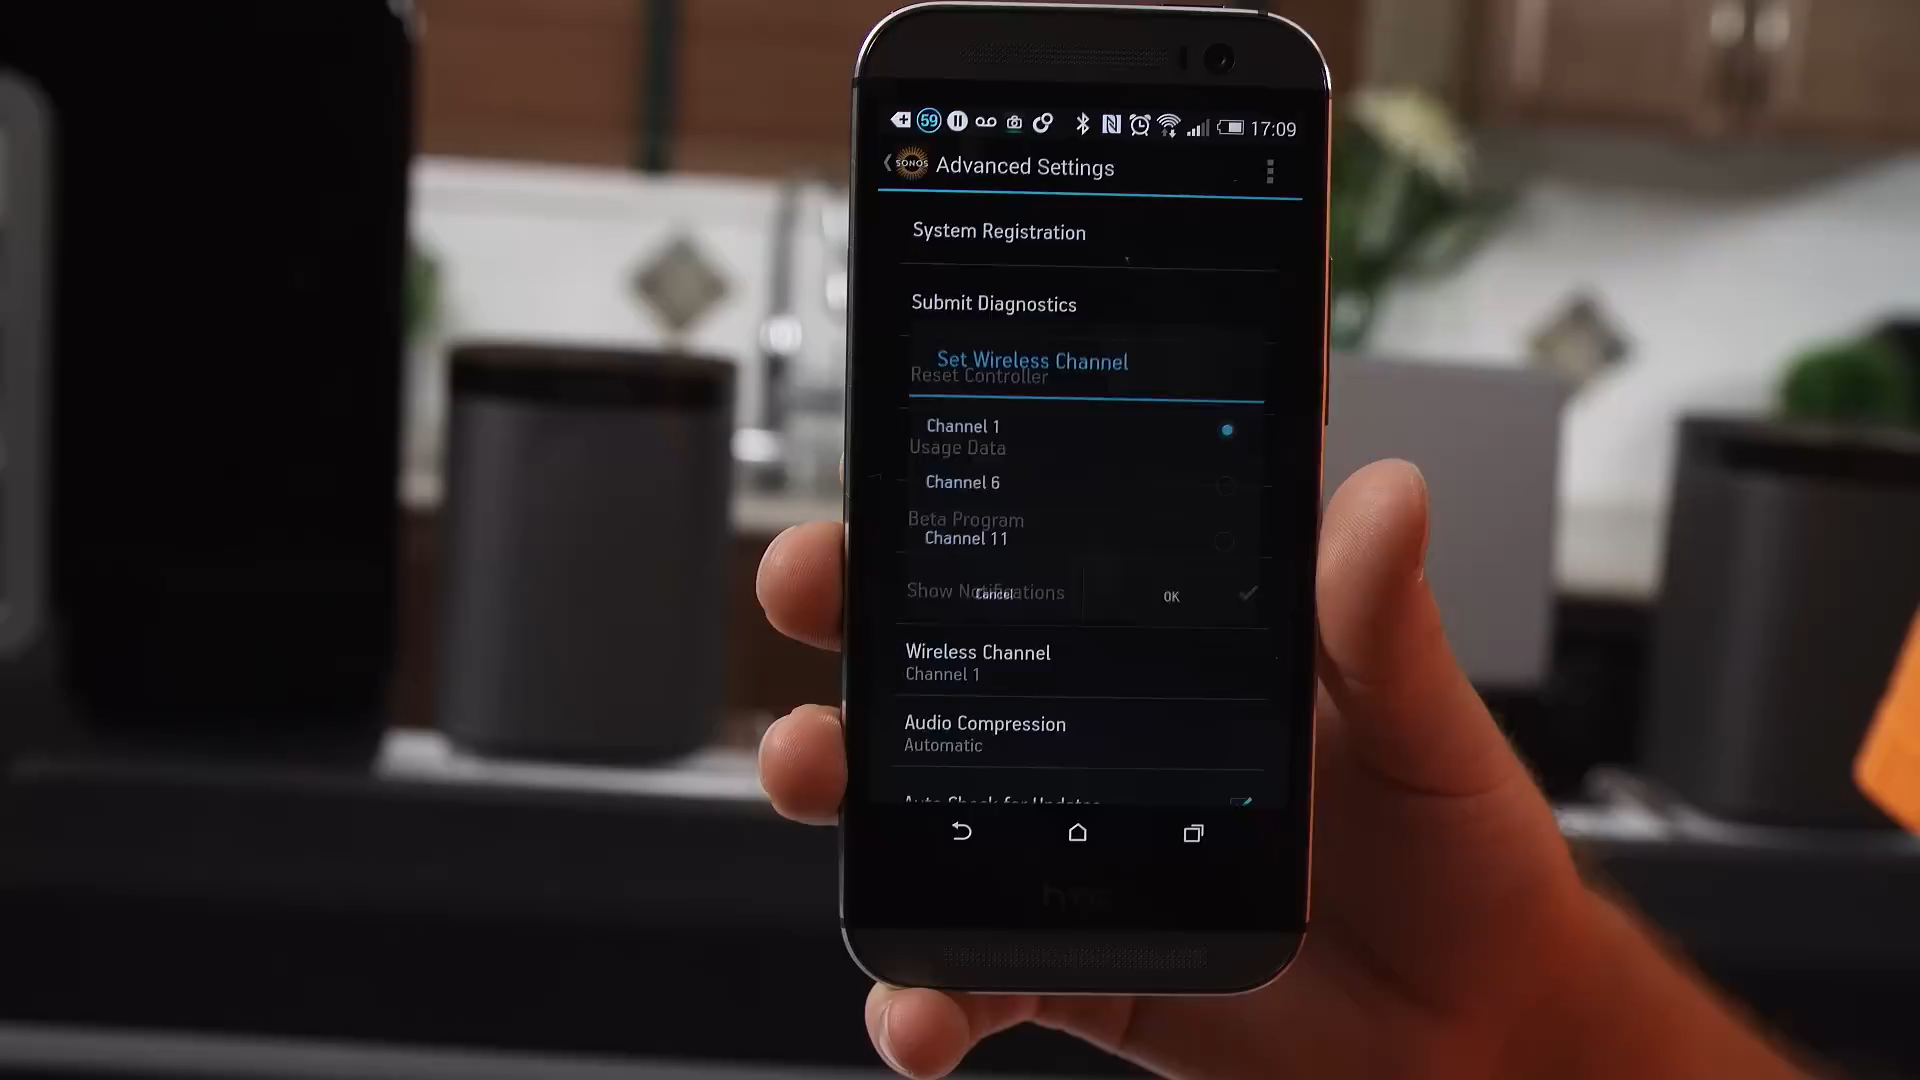 59 17:09
SONOS Advanced Settings
System Registration
Submit Diagnostics
Set Wireless Channel
Reset Controller
Channel 1
Usage Data
Channel 6
Beta Program
Channel 11
Show Notifications
Cancel OK
Wireless Channel
Channel 1
Audio Compression
Automatic
Auto Check for Updates